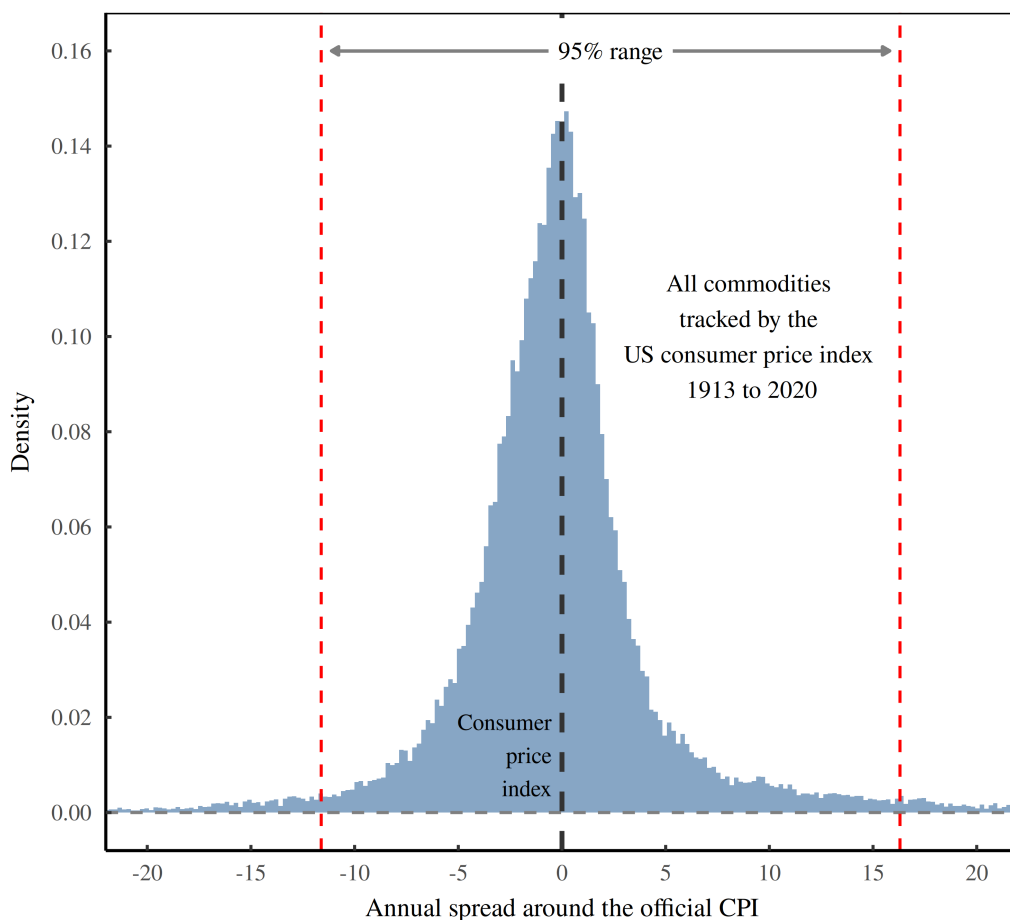 0.16
95% range
0.14
0.12
All commodities
tracked by the
US consumer price index
1913 to 2020
0.10
0.08
Density
0.06
0.04
0.02
Consumer
price
index
0.00
-20 -15 -10 -5 0 5 10 15 20
Annual spread around the official CPI